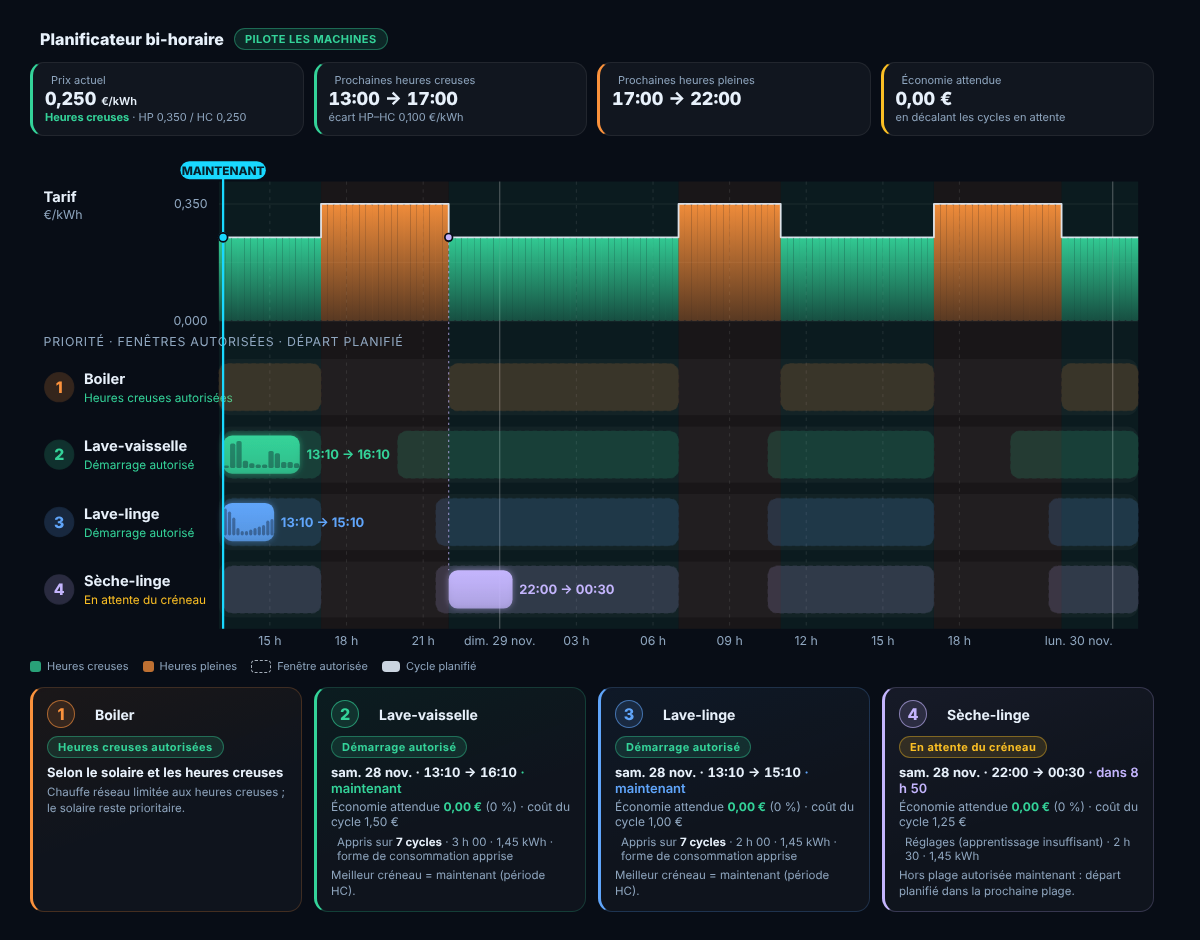 Planificateur bi-horaire
PILOTE LES MACHINES
Prix actuel
0,250 €/kWh
Heures creuses · HP 0,350 / HC 0,250
Prochaines heures creuses
13:00 → 17:00
écart HP–HC 0,100 €/kWh
Prochaines heures pleines
17:00 → 22:00
Économie attendue
0,00 €
en décalant les cycles en attente
MAINTENANT
Tarif
€/kWh
0,350
0,000
PRIORITÉ · FENÊTRES AUTORISÉES · DÉPART PLANIFIÉ
1
Boiler
Heures creuses autorisées
2
Lave-vaisselle
Démarrage autorisé
13:10 → 16:10
3
Lave-linge
Démarrage autorisé
13:10 → 15:10
4
Sèche-linge
En attente du créneau
22:00 → 00:30
15 h 18 h 21 h dim. 29 nov. 03 h 06 h 09 h 12 h 15 h 18 h lun. 30 nov.
Heures creuses Heures pleines Fenêtre autorisée Cycle planifié
1 Boiler
Heures creuses autorisées
Selon le solaire et les heures creuses
Chauffe réseau limitée aux heures creuses ;
le solaire reste prioritaire.
2 Lave-vaisselle
Démarrage autorisé
sam. 28 nov. · 13:10 → 16:10 ·
maintenant
Économie attendue 0,00 € (0 %) · coût du
cycle 1,50 €
Appris sur 7 cycles · 3 h 00 · 1,45 kWh ·
forme de consommation apprise
Meilleur créneau = maintenant (période
HC).
3 Lave-linge
Démarrage autorisé
sam. 28 nov. · 13:10 → 15:10 ·
maintenant
Économie attendue 0,00 € (0 %) · coût du
cycle 1,00 €
Appris sur 7 cycles · 2 h 00 · 1,45 kWh ·
forme de consommation apprise
Meilleur créneau = maintenant (période
HC).
4 Sèche-linge
En attente du créneau
sam. 28 nov. · 22:00 → 00:30 · dans 8
h 50
Économie attendue 0,00 € (0 %) · coût du
cycle 1,25 €
Réglages (apprentissage insuffisant) · 2 h
30 · 1,45 kWh
Hors plage autorisée maintenant : départ
planifié dans la prochaine plage.